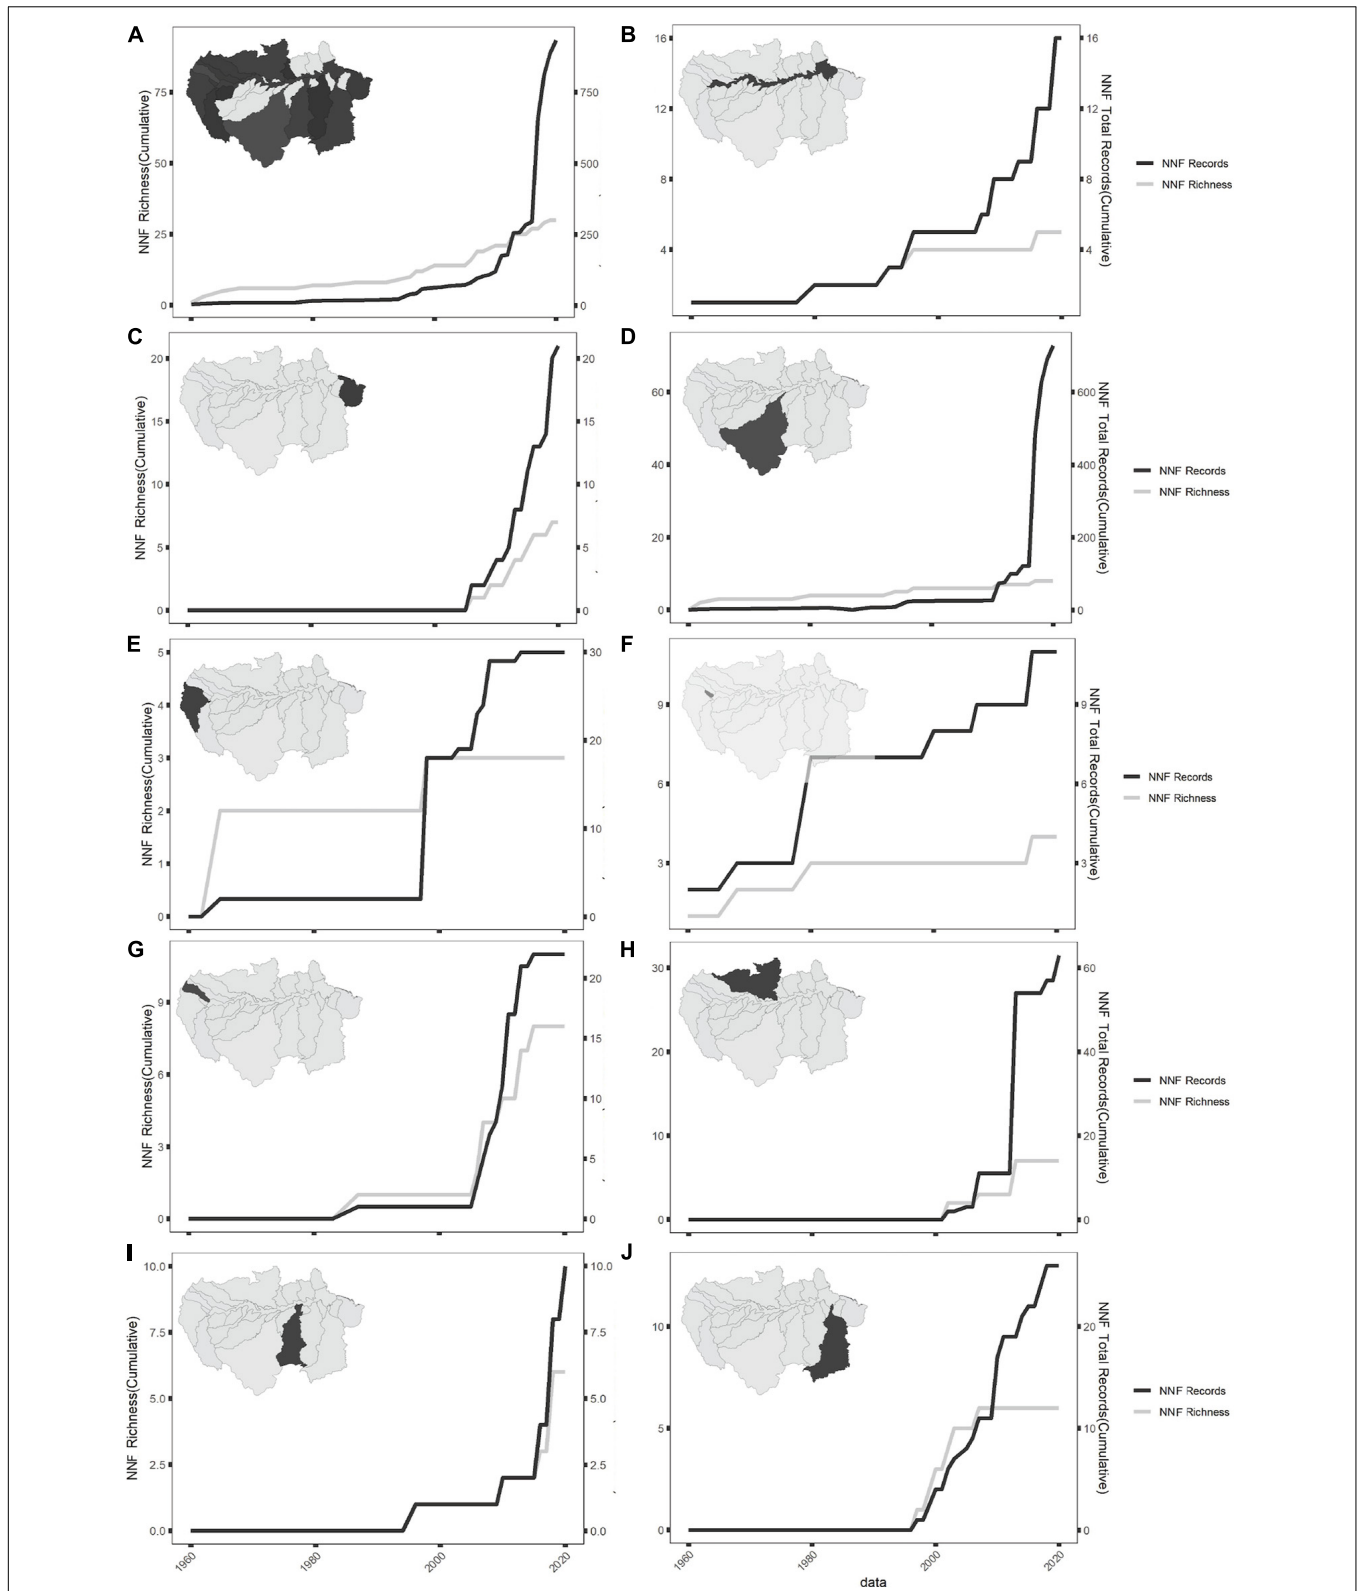 A
NNF Richness(Cumulative)
75
50
25
0
750
500
250
0
B
16
12
8
4
16
12
8
4
NNF Total Records(Cumulative)
NNF Records
NNF Richness
C
NNF Richness(Cumulative)
20
15
10
5
0
20
15
10
5
0
D
60
40
20
0
600
400
200
0
NNF Total Records(Cumulative)
NNF Records
NNF Richness
E
NNF Richness(Cumulative)
5
4
3
2
1
0
30
20
10
0
F
9
6
3
9
6
3
NNF Total Records(Cumulative)
NNF Records
NNF Richness
G
NNF Richness(Cumulative)
9
6
3
0
20
15
10
5
0
H
30
20
10
0
60
40
20
0
NNF Total Records(Cumulative)
NNF Records
NNF Richness
I
NNF Richness(Cumulative)
10.0
7.5
5.0
2.5
0.0
10.0
7.5
5.0
2.5
0.0
1960
1980
2000
2020
J
10
5
0
20
10
0
NNF Total Records(Cumulative)
NNF Records
NNF Richness
1960
1980
2000
2020
data